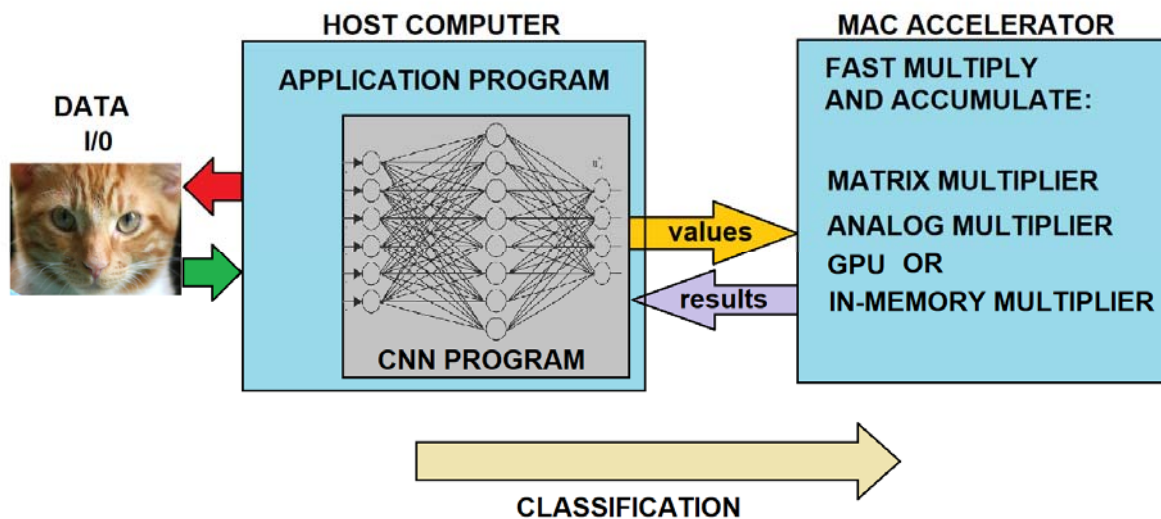 HOST COMPUTER
MAC ACCELERATOR
APPLICATION PROGRAM
DATA
I/0
CNN PROGRAM
values
results
FAST MULTIPLY
AND ACCUMULATE:
MATRIX MULTIPLIER
ANALOG MULTIPLIER
GPU OR
IN-MEMORY MULTIPLIER
CLASSIFICATION